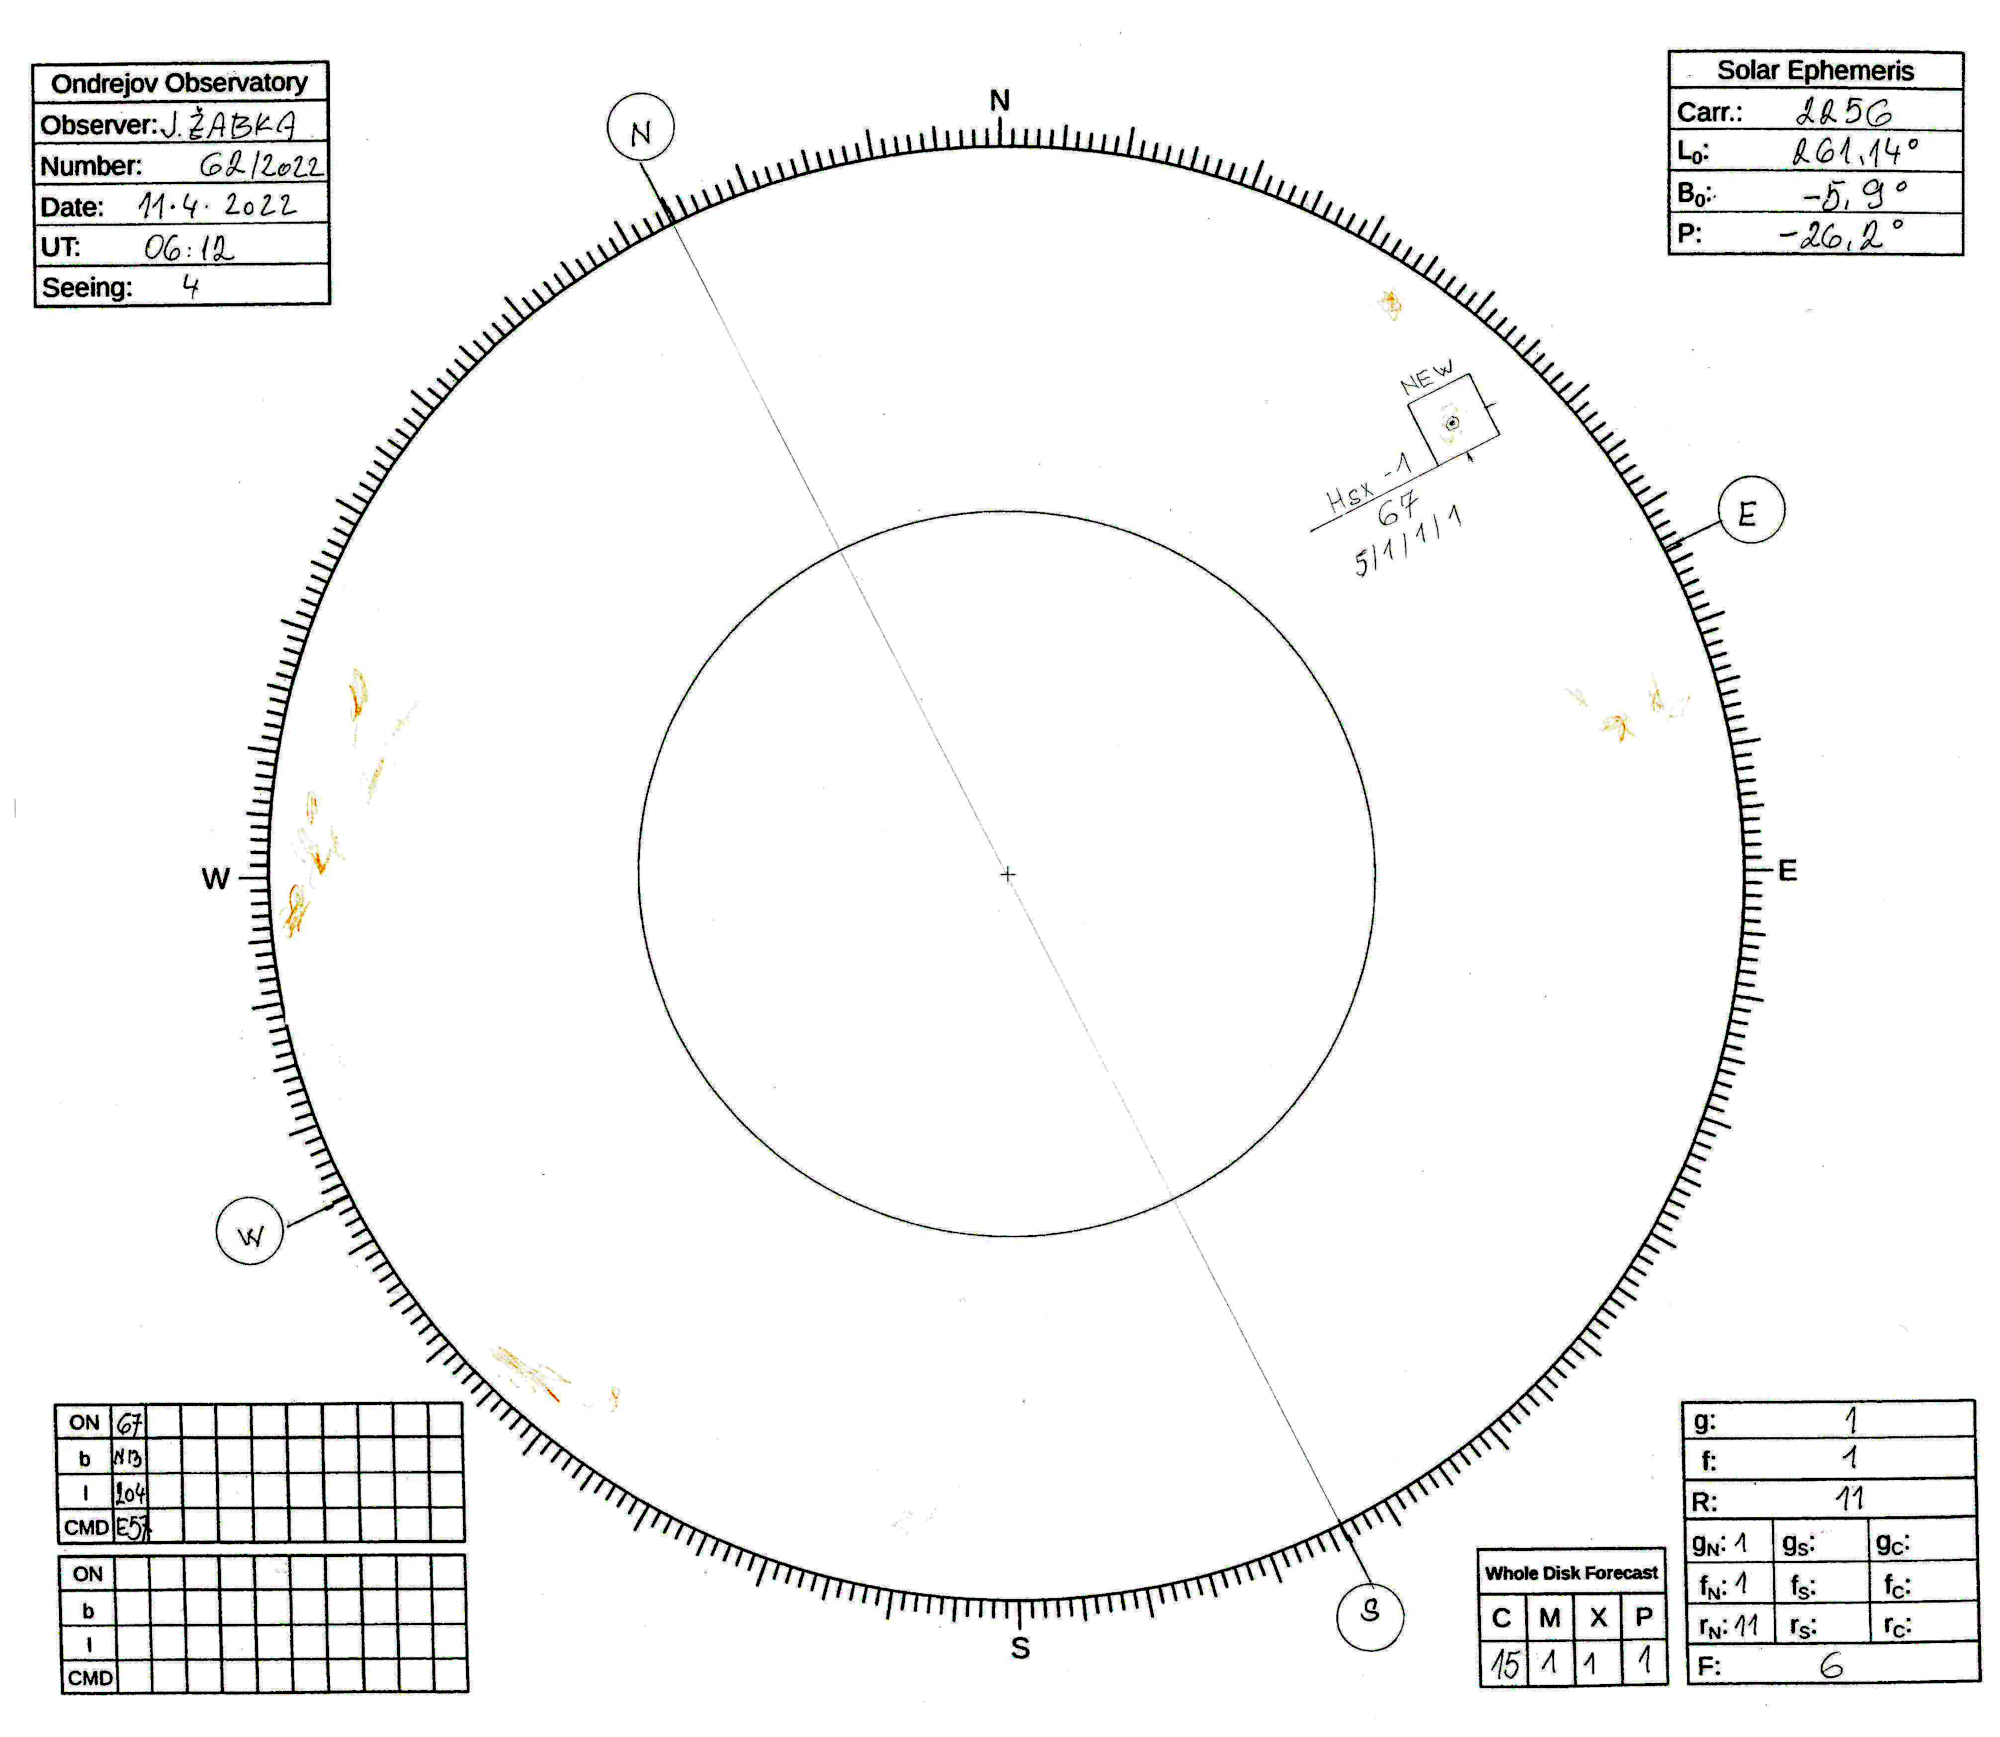 Ondrejov Observatory
Observer: J. ŽABKA
Number: 62/2022
Date: 11.4. 2022
UT: 06:12
Seeing: 4
Solar Ephemeris
Carr.: 2256
L0: 261,14°
B0: -5,9°
P: -26,2°
N
N
NEW
Hsx -1
67
5/1/1/1
E
W
E
W
S
S
ON 67
b N13
l 204
CMD E57
ON
b
l
CMD
Whole Disk Forecast
C M X P
15 1 1 1
g: 1
f: 1
R: 11
gN: 1 gS: gC:
fN: 1 fS: fC:
rN: 11 rS: rC:
F: 6